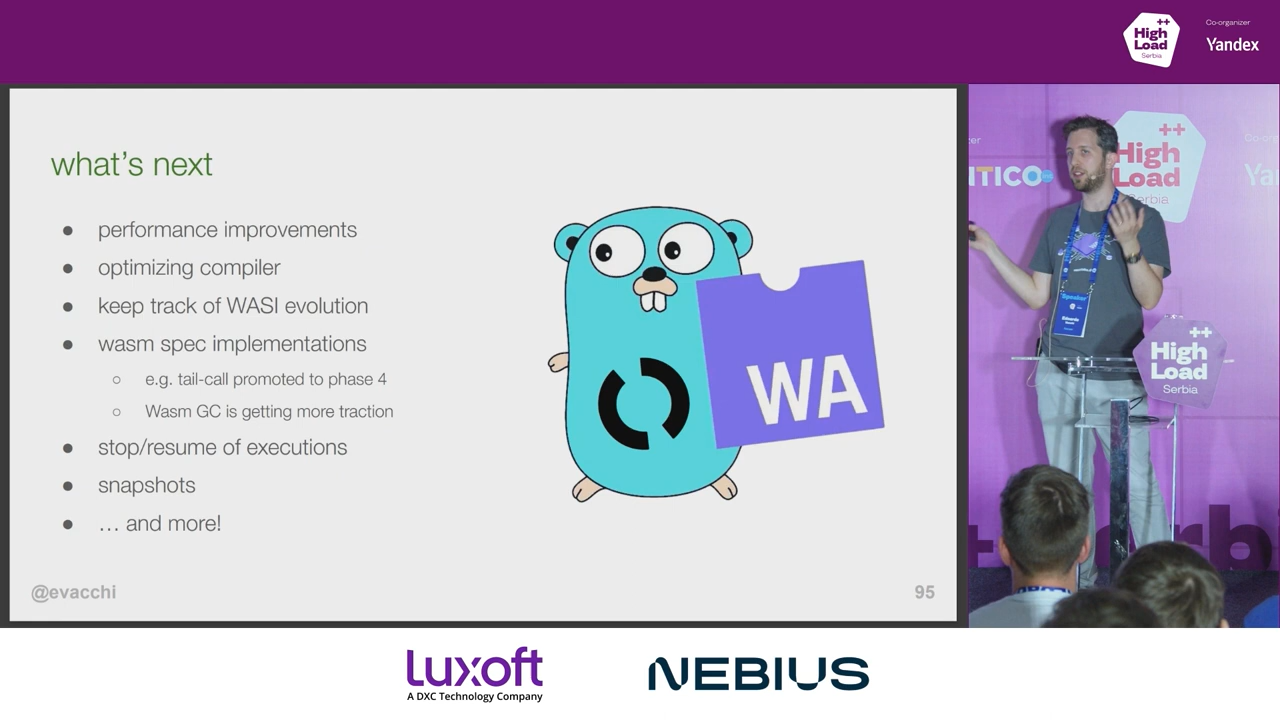 ++
High
Load
Serbia
Co-organizer
Yandex
what's next
● performance improvements
● optimizing compiler
● keep track of WASI evolution
● wasm spec implementations
○ e.g. tail-call promoted to phase 4
○ Wasm GC is getting more traction
● stop/resume of executions
● snapshots
● … and more!
WA
@evacchi
95
++
High
Load
Serbia
Speaker
Edoardo
++
High
Load
Serbia
Luxoft
A DXC Technology Company
NEBIUS